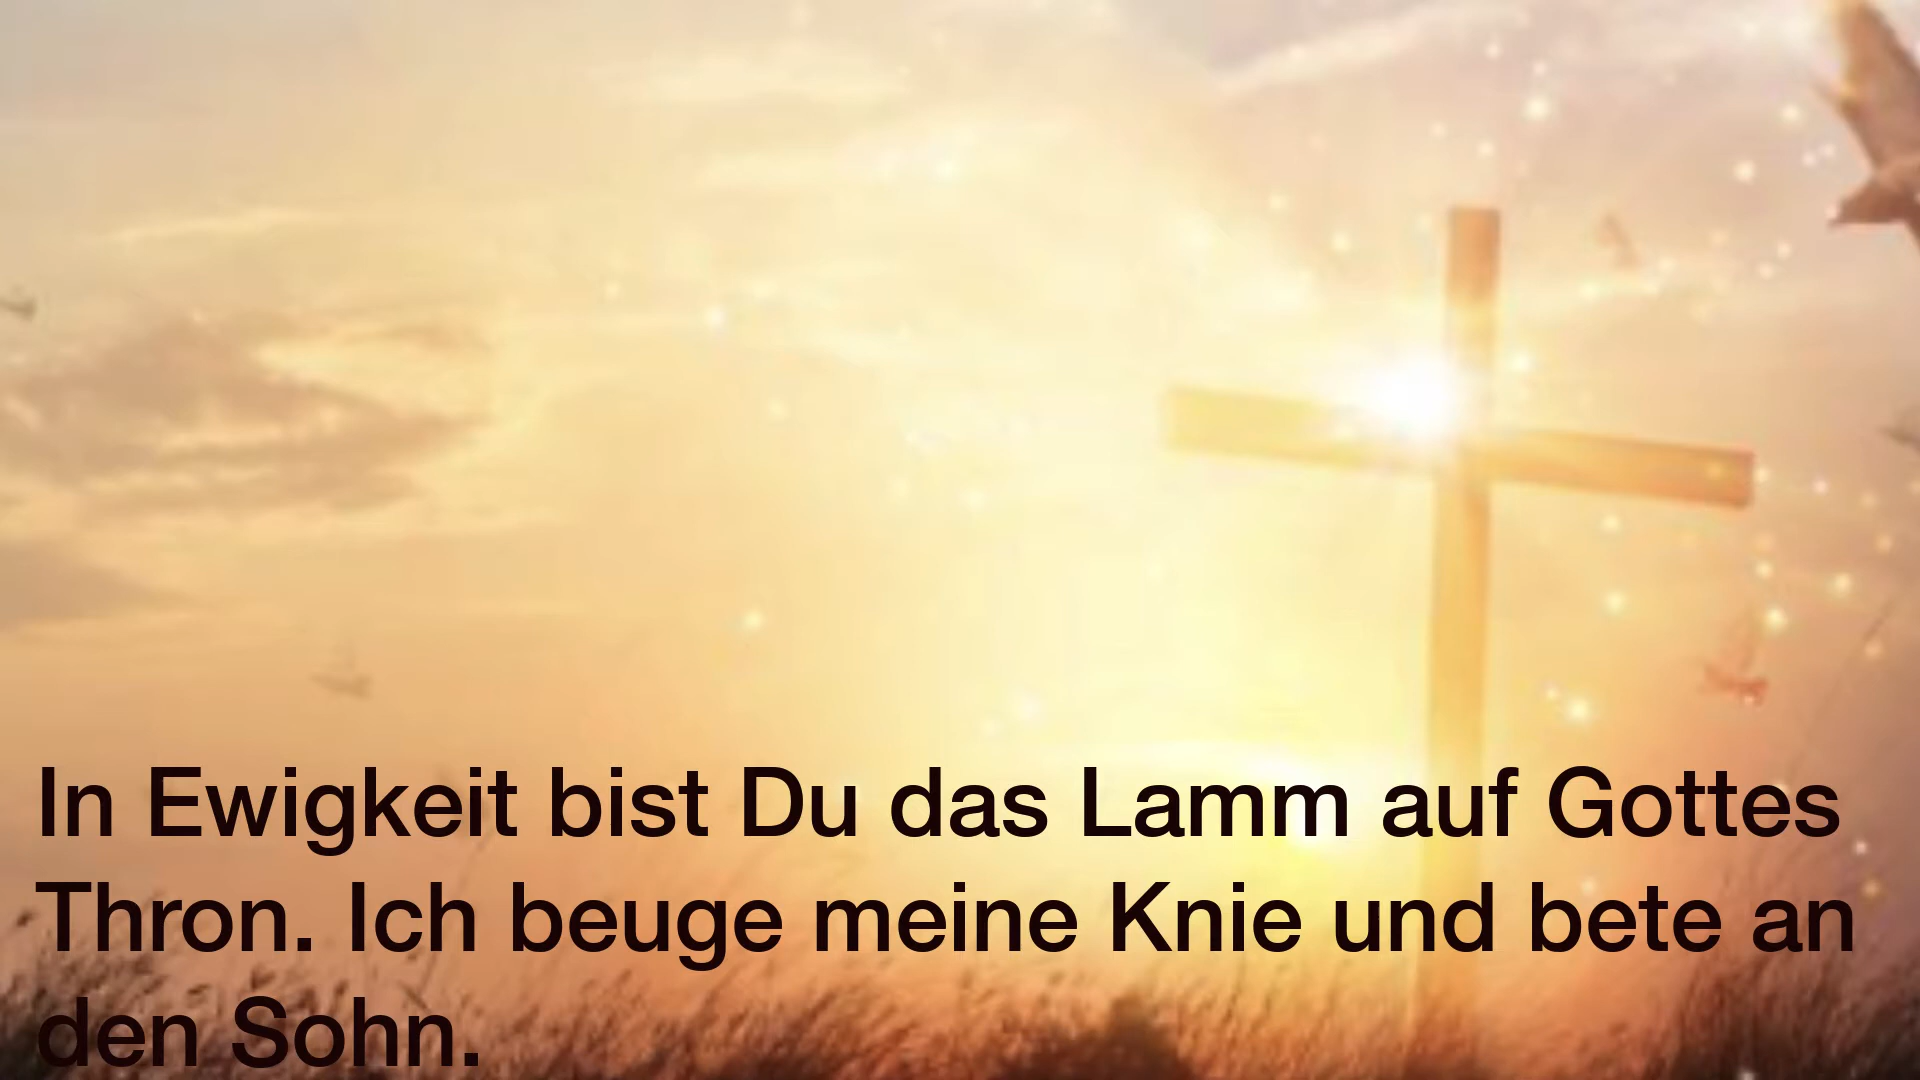 In Ewigkeit bist Du das Lamm auf Gottes
Thron. Ich beuge meine Knie und bete an
den Sohn.